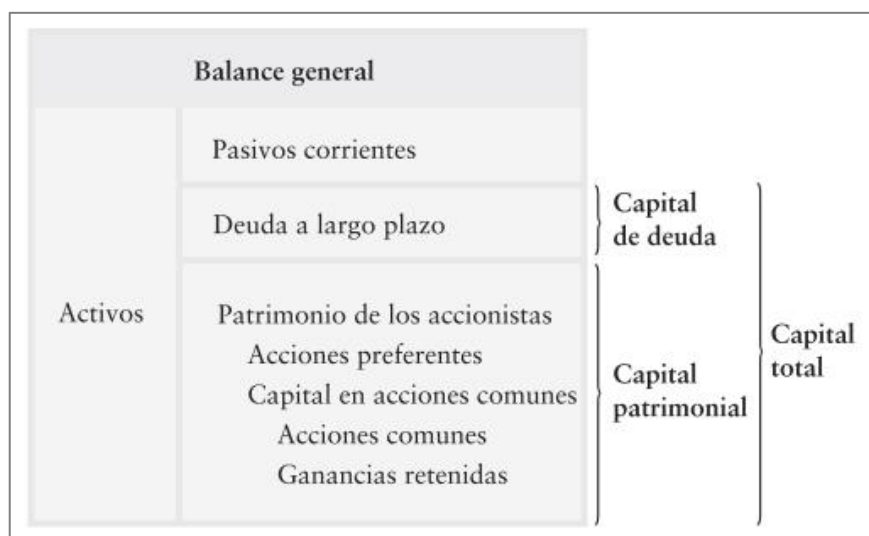 Balance general
Pasivos corrientes
Deuda a largo plazo
Capital
de deuda
Activos
Patrimonio de los accionistas
Acciones preferentes
Capital en acciones comunes
Acciones comunes
Ganancias retenidas
Capital
patrimonial
Capital
total